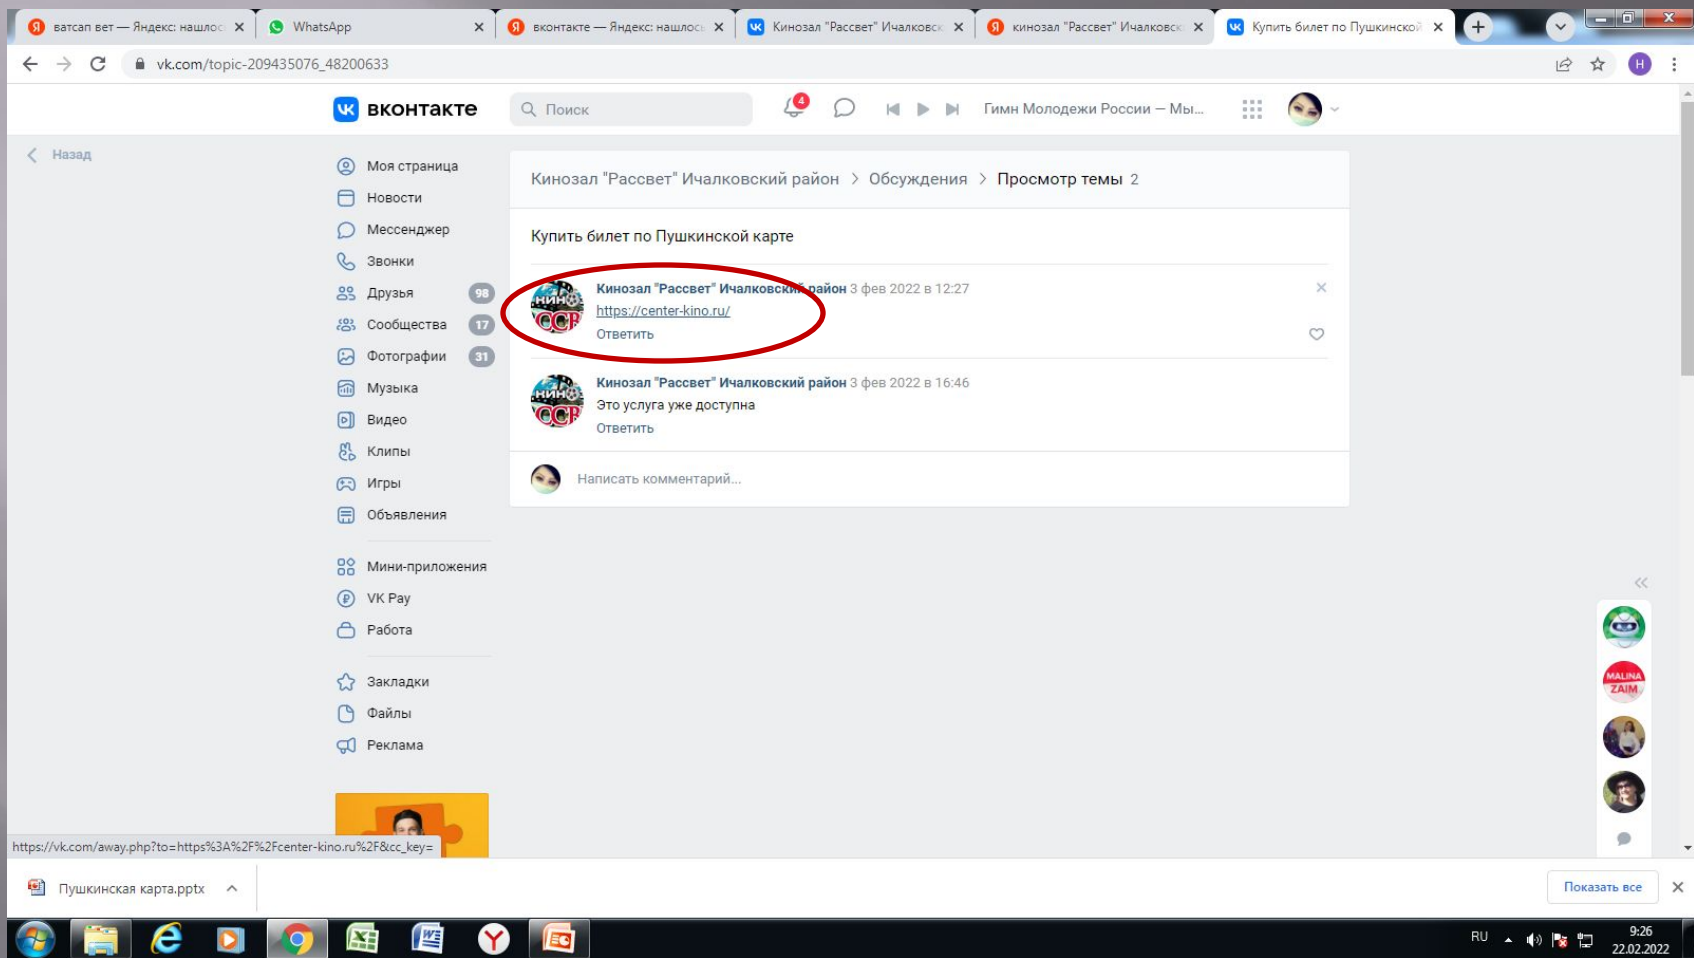 ватсап вет — Яндекс: нашлос
WhatsApp
вконтакте — Яндекс: нашлось
Кинозал "Рассвет" Ичалковск
кинозал "Рассвет" Ичалковск
Купить билет по Пушкинской
vk.com/topic-209435076_48200633
Н
вконтакте
Поиск
4
Гимн Молодежи России — Мы...
Назад
Моя страница
Новости
Мессенджер
Звонки
Друзья 98
Сообщества 17
Фотографии 31
Музыка
Видео
Клипы
Игры
Объявления
Мини-приложения
VK Pay
Работа
Закладки
Файлы
Реклама
Кинозал "Рассвет" Ичалковский район > Обсуждения > Просмотр темы 2
Купить билет по Пушкинской карте
Кинозал "Рассвет" Ичалковский район 3 фев 2022 в 12:27
https://center-kino.ru/
Ответить
Кинозал "Рассвет" Ичалковский район 3 фев 2022 в 16:46
Это услуга уже доступна
Ответить
Написать комментарий...
MALINA
ZAIM
https://vk.com/away.php?to=https%3A%2F%2Fcenter-kino.ru%2F&cc_key=
Пушкинская карта.pptx
Показать все
RU
9:26
22.02.2022